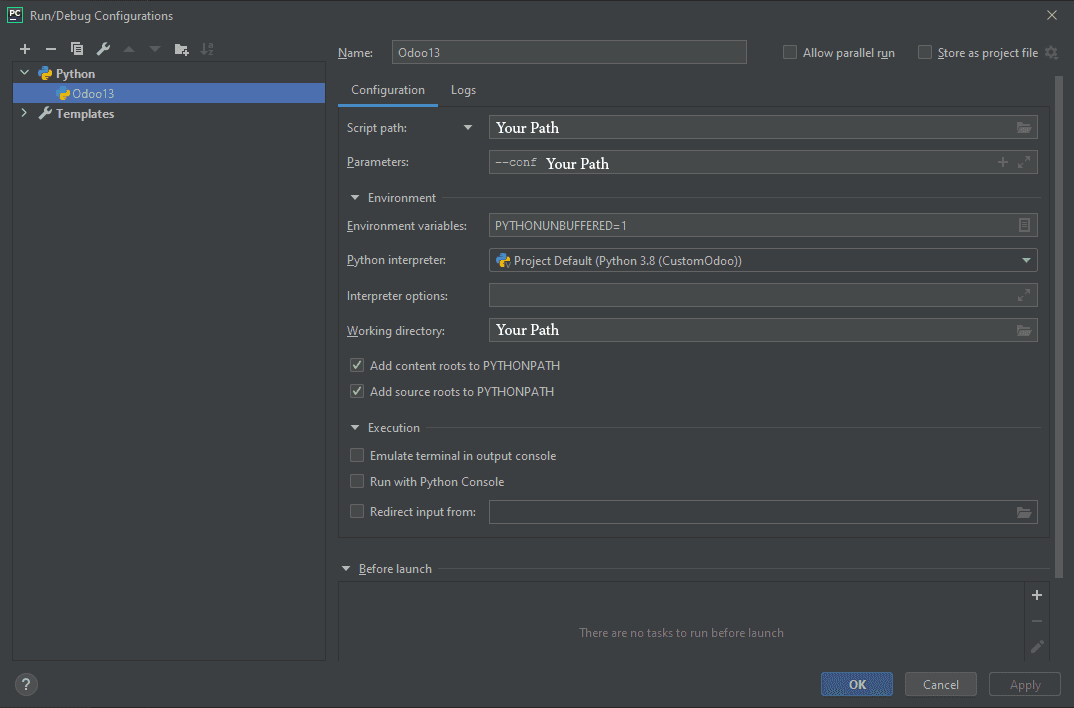 PC Run/Debug Configurations
Name: Odoo13 Allow parallel run Store as project file
Python
Odoo13
Templates
Configuration Logs
Script path: Your Path
Parameters: --conf Your Path
Environment
Environment variables: PYTHONUNBUFFERED=1
Python interpreter: Project Default (Python 3.8 (CustomOdoo))
Interpreter options:
Working directory: Your Path
Add content roots to PYTHONPATH
Add source roots to PYTHONPATH
Execution
Emulate terminal in output console
Run with Python Console
Redirect input from:
Before launch
There are no tasks to run before launch
? OK Cancel Apply